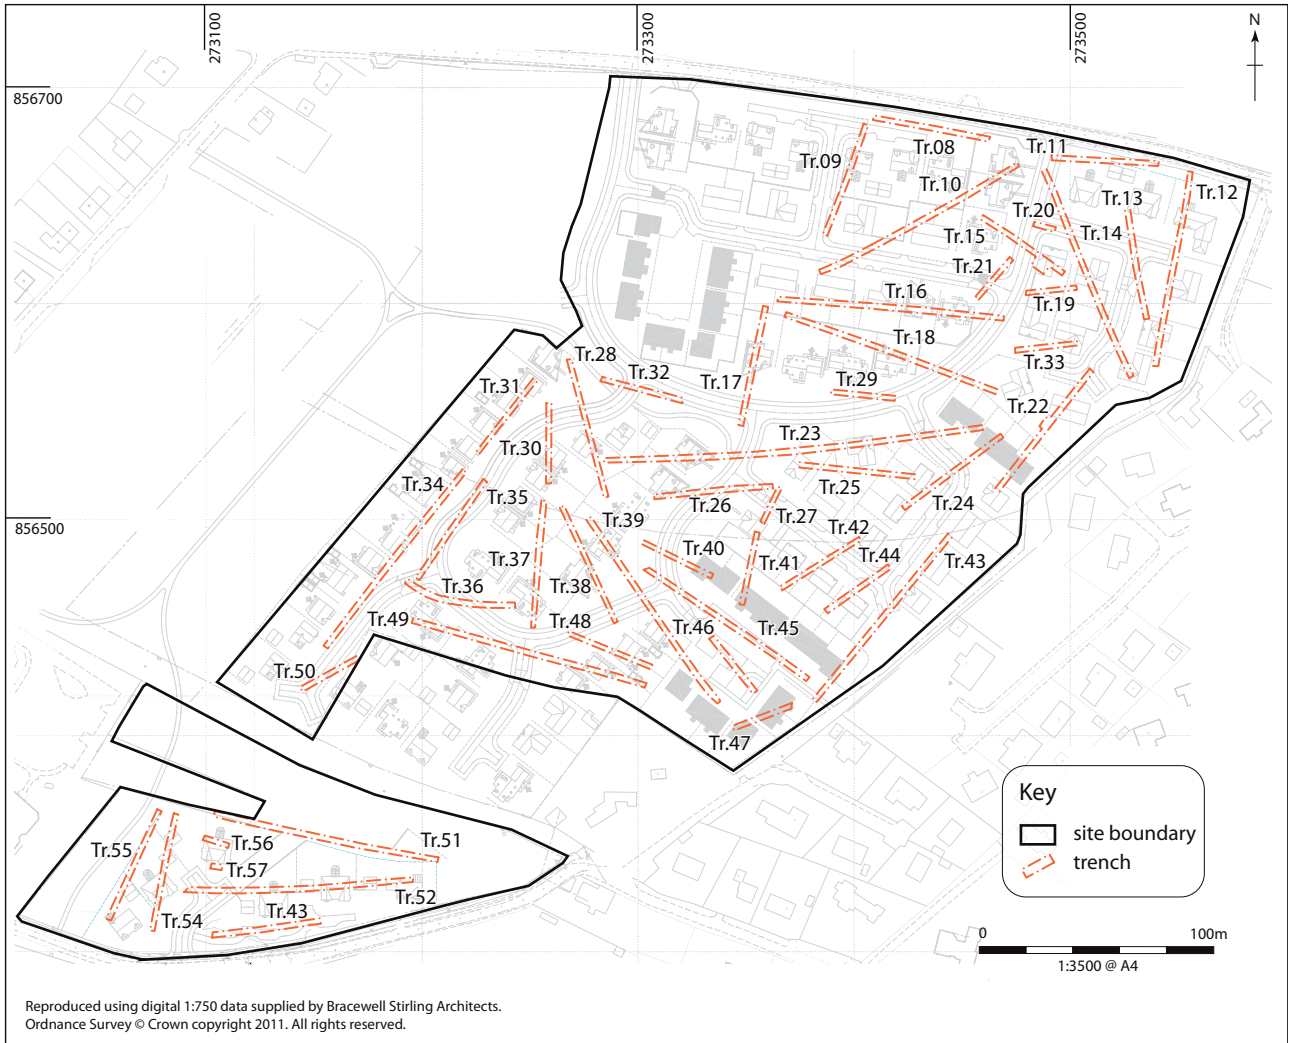 273100
273300
273500
N
856700
Tr.11
Tr.08
Tr.09
Tr.10
Tr.12
Tr.13
Tr.20
Tr.14
Tr.15
Tr.21
Tr.16
Tr.19
Tr.18
Tr.33
Tr.28
Tr.32
Tr.17
Tr.29
Tr.31
Tr.22
Tr.23
Tr.30
Tr.34
Tr.25
Tr.35
Tr.26
Tr.24
856500
Tr.39
Tr.27
Tr.42
Tr.40
Tr.44
Tr.37
Tr.41
Tr.43
Tr.36
Tr.38
Tr.49
Tr.48
Tr.46
Tr.45
Tr.50
Tr.47
Key
site boundary
trench
Tr.56
Tr.51
Tr.55
Tr.57
Tr.52
Tr.54
Tr.43
0 100m
1:3500 @ A4
Reproduced using digital 1:750 data supplied by Bracewell Stirling Architects.
Ordnance Survey © Crown copyright 2011. All rights reserved.